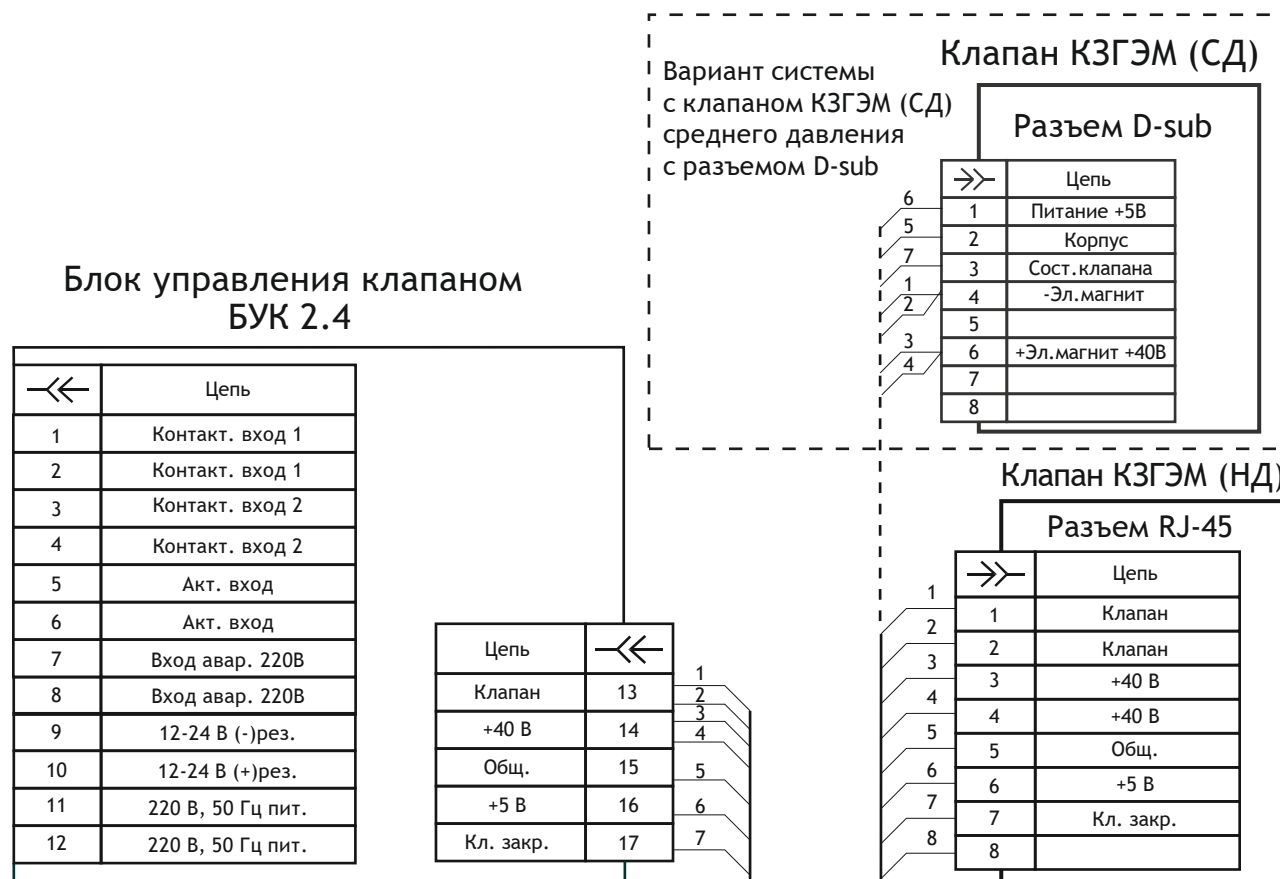 Клапан КЗГЭМ (СД)
Вариант системы
с клапаном КЗГЭМ (СД)
среднего давления
с разъемом D-sub
Разъем D-sub
Цепь
6 1 Питание +5В
5 2 Корпус
7 3 Сост.клапана
1 2 4 -Эл.магнит
5
3 4 6 +Эл.магнит +40В
7
8
Блок управления клапаном
БУК 2.4
Цепь
1 Контакт. вход 1
2 Контакт. вход 1
3 Контакт. вход 2
4 Контакт. вход 2
5 Акт. вход
6 Акт. вход
7 Вход авар. 220В
8 Вход авар. 220В
9 12-24 В (-)рез.
10 12-24 В (+)рез.
11 220 В, 50 Гц пит.
12 220 В, 50 Гц пит.
Цепь
Клапан 13 1 2
+40 В 14 3 4
Общ. 15 5
+5 В 16 6
Кл. закр. 17 7
Клапан КЗГЭМ (НД)
Разъем RJ-45
Цепь
1 1 Клапан
2 2 Клапан
3 3 +40 В
4 4 +40 В
5 5 Общ.
6 6 +5 В
7 7 Кл. закр.
8 8